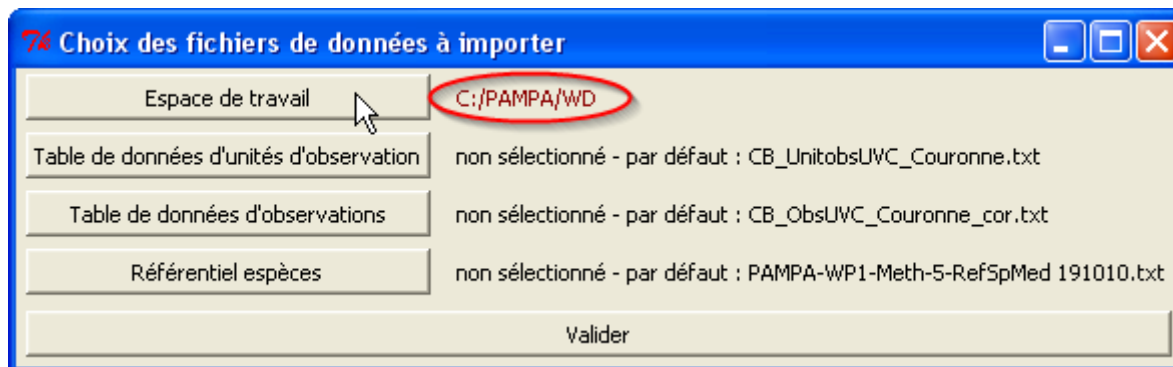 Choix des fichiers de données à importer
Espace de travail C:/PAMPA/WD
Table de données d'unités d'observation non sélectionné - par défaut : CB_UnitobsUVC_Couronne.txt
Table de données d'observations non sélectionné - par défaut : CB_ObsUVC_Couronne_cor.txt
Référentiel espèces non sélectionné - par défaut : PAMPA-WP1-Meth-5-RefSpMed 191010.txt
Valider